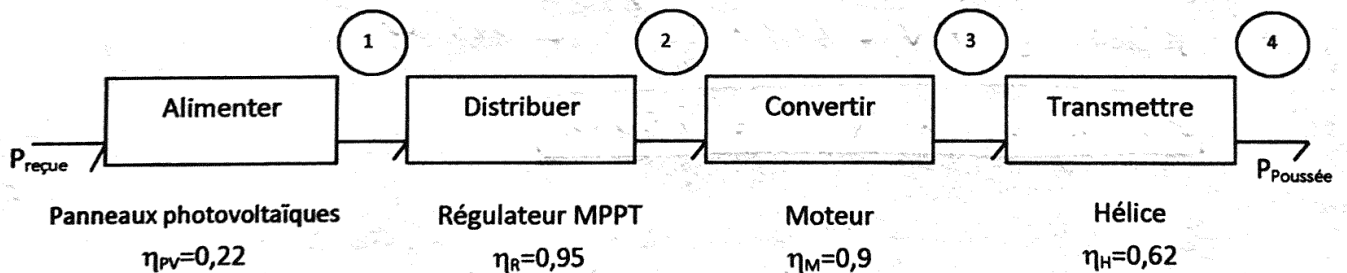 1 2 3 4
Alimenter Distribuer Convertir Transmettre
Preçue PPoussée
Panneaux photovoltaïques Régulateur MPPT Moteur Hélice
ηPV=0,22 ηR=0,95 ηM=0,9 ηH=0,62